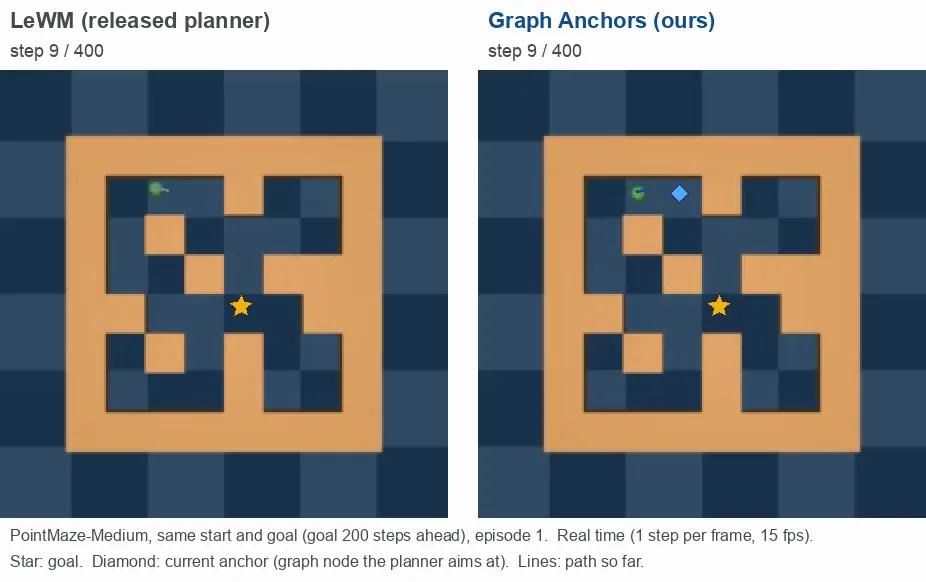 LeWM (released planner)
step 9 / 400
Graph Anchors (ours)
step 9 / 400
PointMaze-Medium, same start and goal (goal 200 steps ahead), episode 1.  Real time (1 step per frame, 15 fps).
Star: goal.  Diamond: current anchor (graph node the planner aims at).  Lines: path so far.